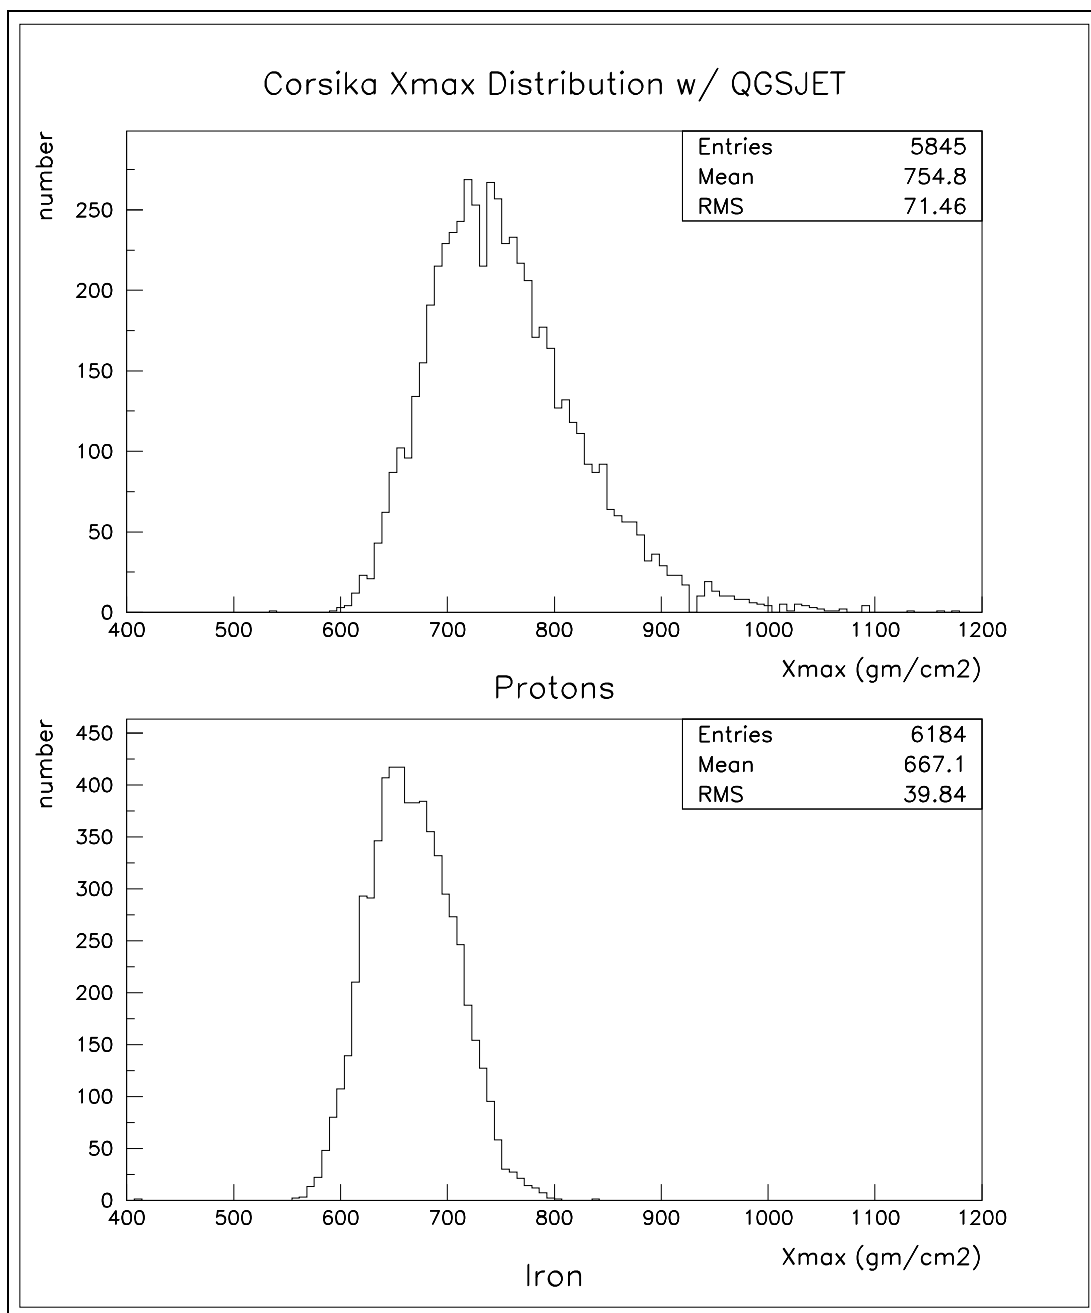 Corsika Xmax Distribution w/ QGSJET
number
Entries 5845
Mean 754.8
RMS 71.46
250
200
150
100
50
0
400 500 600 700 800 900 1000 1100 1200
Xmax (gm/cm2)
Protons
number
Entries 6184
Mean 667.1
RMS 39.84
450
400
350
300
250
200
150
100
50
0
400 500 600 700 800 900 1000 1100 1200
Xmax (gm/cm2)
Iron